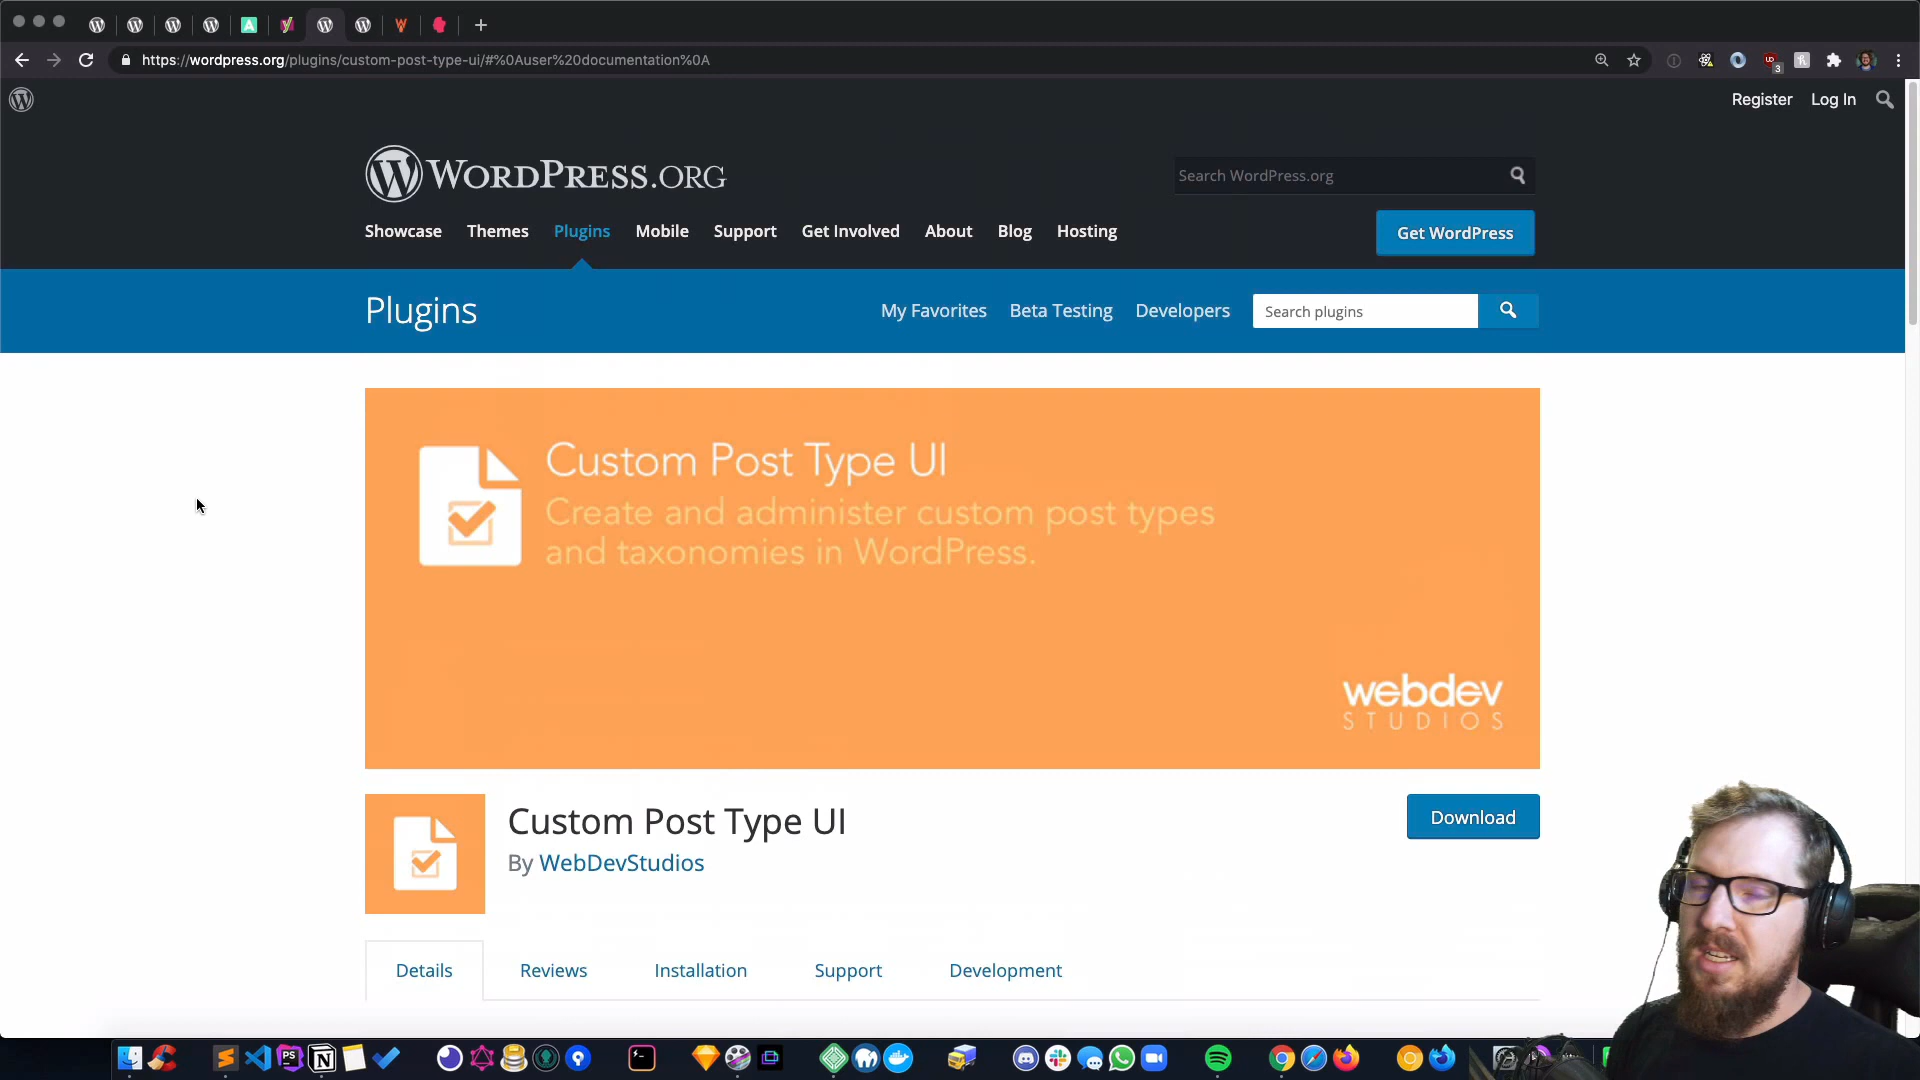 https://wordpress.org/plugins/custom-post-type-ui/#%0Auser%20documentation%0A
Register Log In
WORDPRESS.ORG
Search WordPress.org
Showcase Themes Plugins Mobile Support Get Involved About Blog Hosting
Get WordPress
Plugins
My Favorites Beta Testing Developers
Search plugins
Custom Post Type UI
Create and administer custom post types
and taxonomies in WordPress.
webdev
STUDIOS
Custom Post Type UI
Download
By WebDevStudios
Details Reviews Installation Support Development